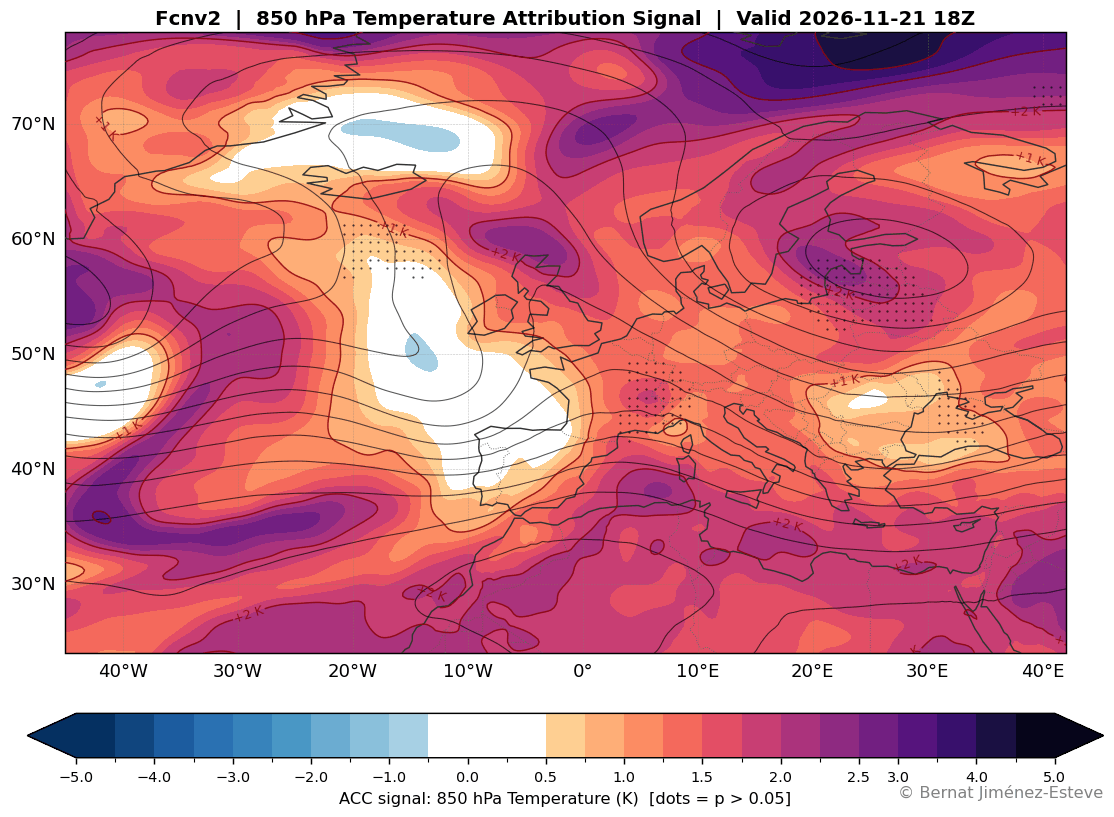 Fcnv2 | 850 hPa Temperature Attribution Signal | Valid 2026-11-21 18Z
70°N
60°N
50°N
40°N
30°N
+1 K
+2 K
+1 K
+1 K
+2 K
+2 K
+1 K
+1 K
+2 K
+2 K
+2 K
+2 K
40°W 30°W 20°W 10°W 0° 10°E 20°E 30°E 40°E
−5.0 −4.0 −3.0 −2.0 −1.0 0.0 0.5 1.0 1.5 2.0 2.5 3.0 4.0 5.0
ACC signal: 850 hPa Temperature (K) [dots = p > 0.05]
© Bernat Jiménez-Esteve